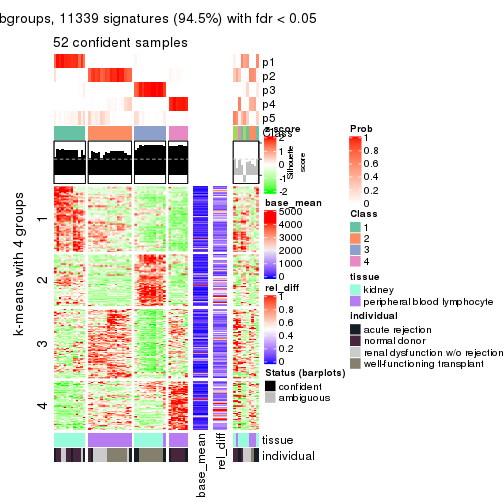 bgroups, 11339 signatures (94.5%) with fdr < 0.05
52 confident samples
p1
p2
p3
p4
p5
Class
z-score
2
1
0
-1
-2
Silhouette
score
Prob
1
0.8
0.6
0.4
0.2
0
k-means with 4 groups
1
2
3
4
base_mean
5000
4000
3000
2000
1000
0
Class
1
2
3
4
tissue
kidney
peripheral blood lymphocyte
rel_diff
1
0.8
0.6
0.4
0.2
0
individual
acute rejection
normal donor
renal dysfunction w/o rejection
well-functioning transplant
Status (barplots)
confident
ambiguous
tissue
individual
base_mean
rel_diff